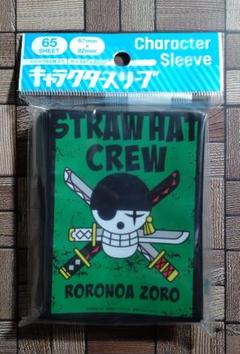 65
SHEET
67mm
×
92mm
Character
Sleeve
キャラクタースリーブ
STRAW HAT
CREW
RORONOA ZORO